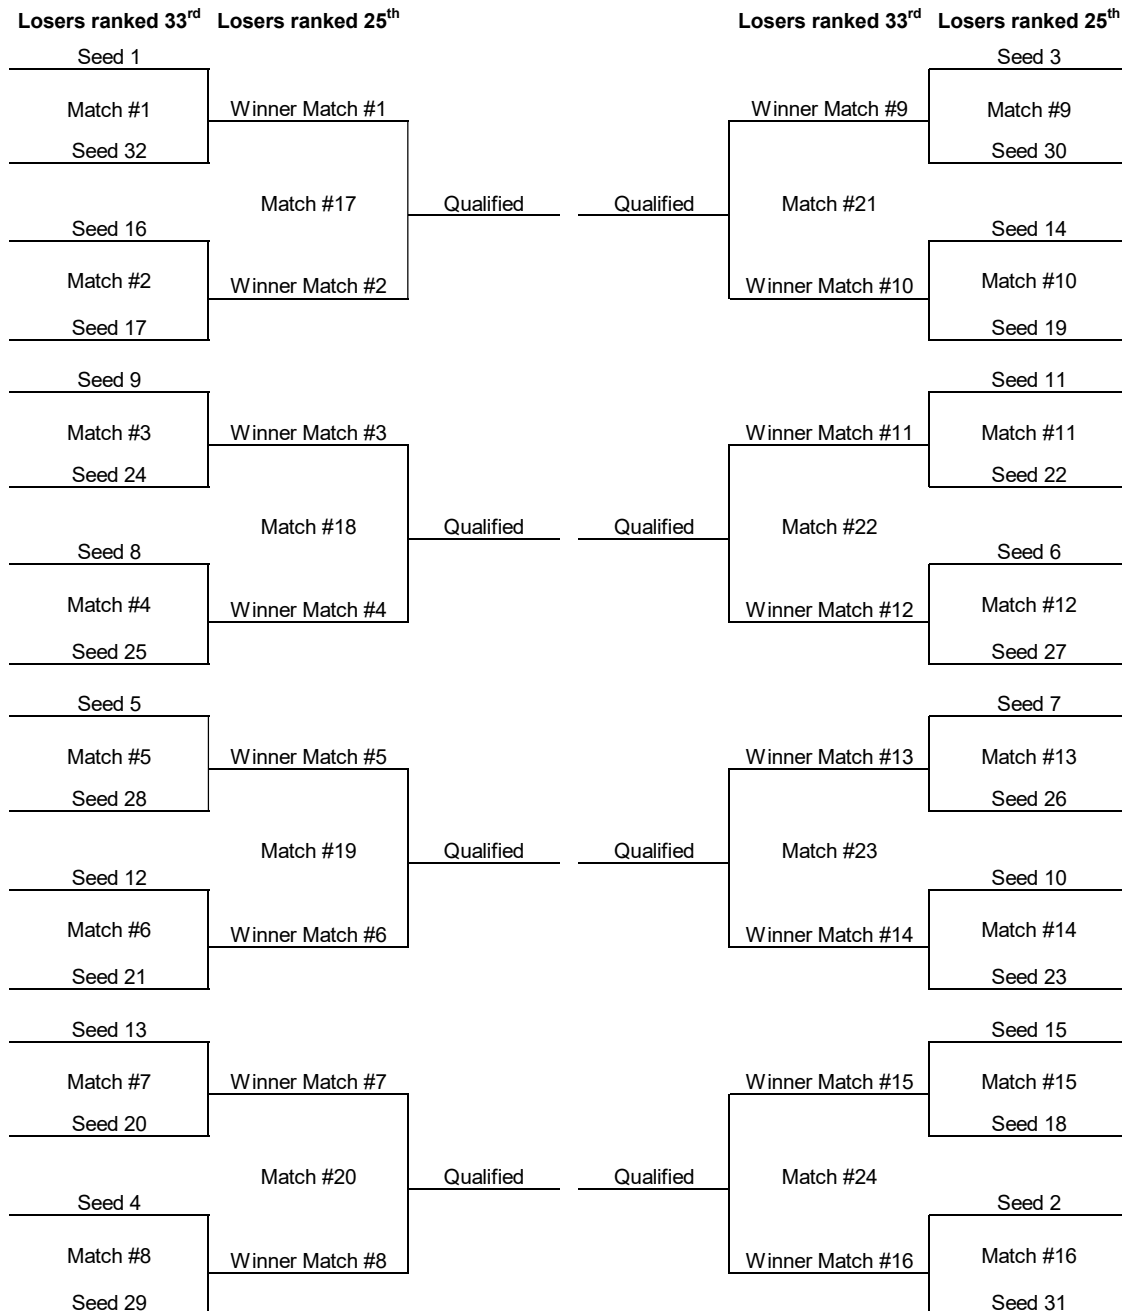 Losers ranked 33rd Losers ranked 25th Losers ranked 33rd Losers ranked 25th
Seed 1 Seed 3
Match #1 Winner Match #1 Winner Match #9 Match #9
Seed 32 Seed 30
Match #17 Qualified Qualified Match #21
Seed 16 Seed 14
Match #2 Winner Match #2 Winner Match #10 Match #10
Seed 17 Seed 19
Seed 9 Seed 11
Match #3 Winner Match #3 Winner Match #11 Match #11
Seed 24 Seed 22
Match #18 Qualified Qualified Match #22
Seed 8 Seed 6
Match #4 Winner Match #4 Winner Match #12 Match #12
Seed 25 Seed 27
Seed 5 Seed 7
Match #5 Winner Match #5 Winner Match #13 Match #13
Seed 28 Seed 26
Match #19 Qualified Qualified Match #23
Seed 12 Seed 10
Match #6 Winner Match #6 Winner Match #14 Match #14
Seed 21 Seed 23
Seed 13 Seed 15
Match #7 Winner Match #7 Winner Match #15 Match #15
Seed 20 Seed 18
Match #20 Qualified Qualified Match #24
Seed 4 Seed 2
Match #8 Winner Match #8 Winner Match #16 Match #16
Seed 29 Seed 31